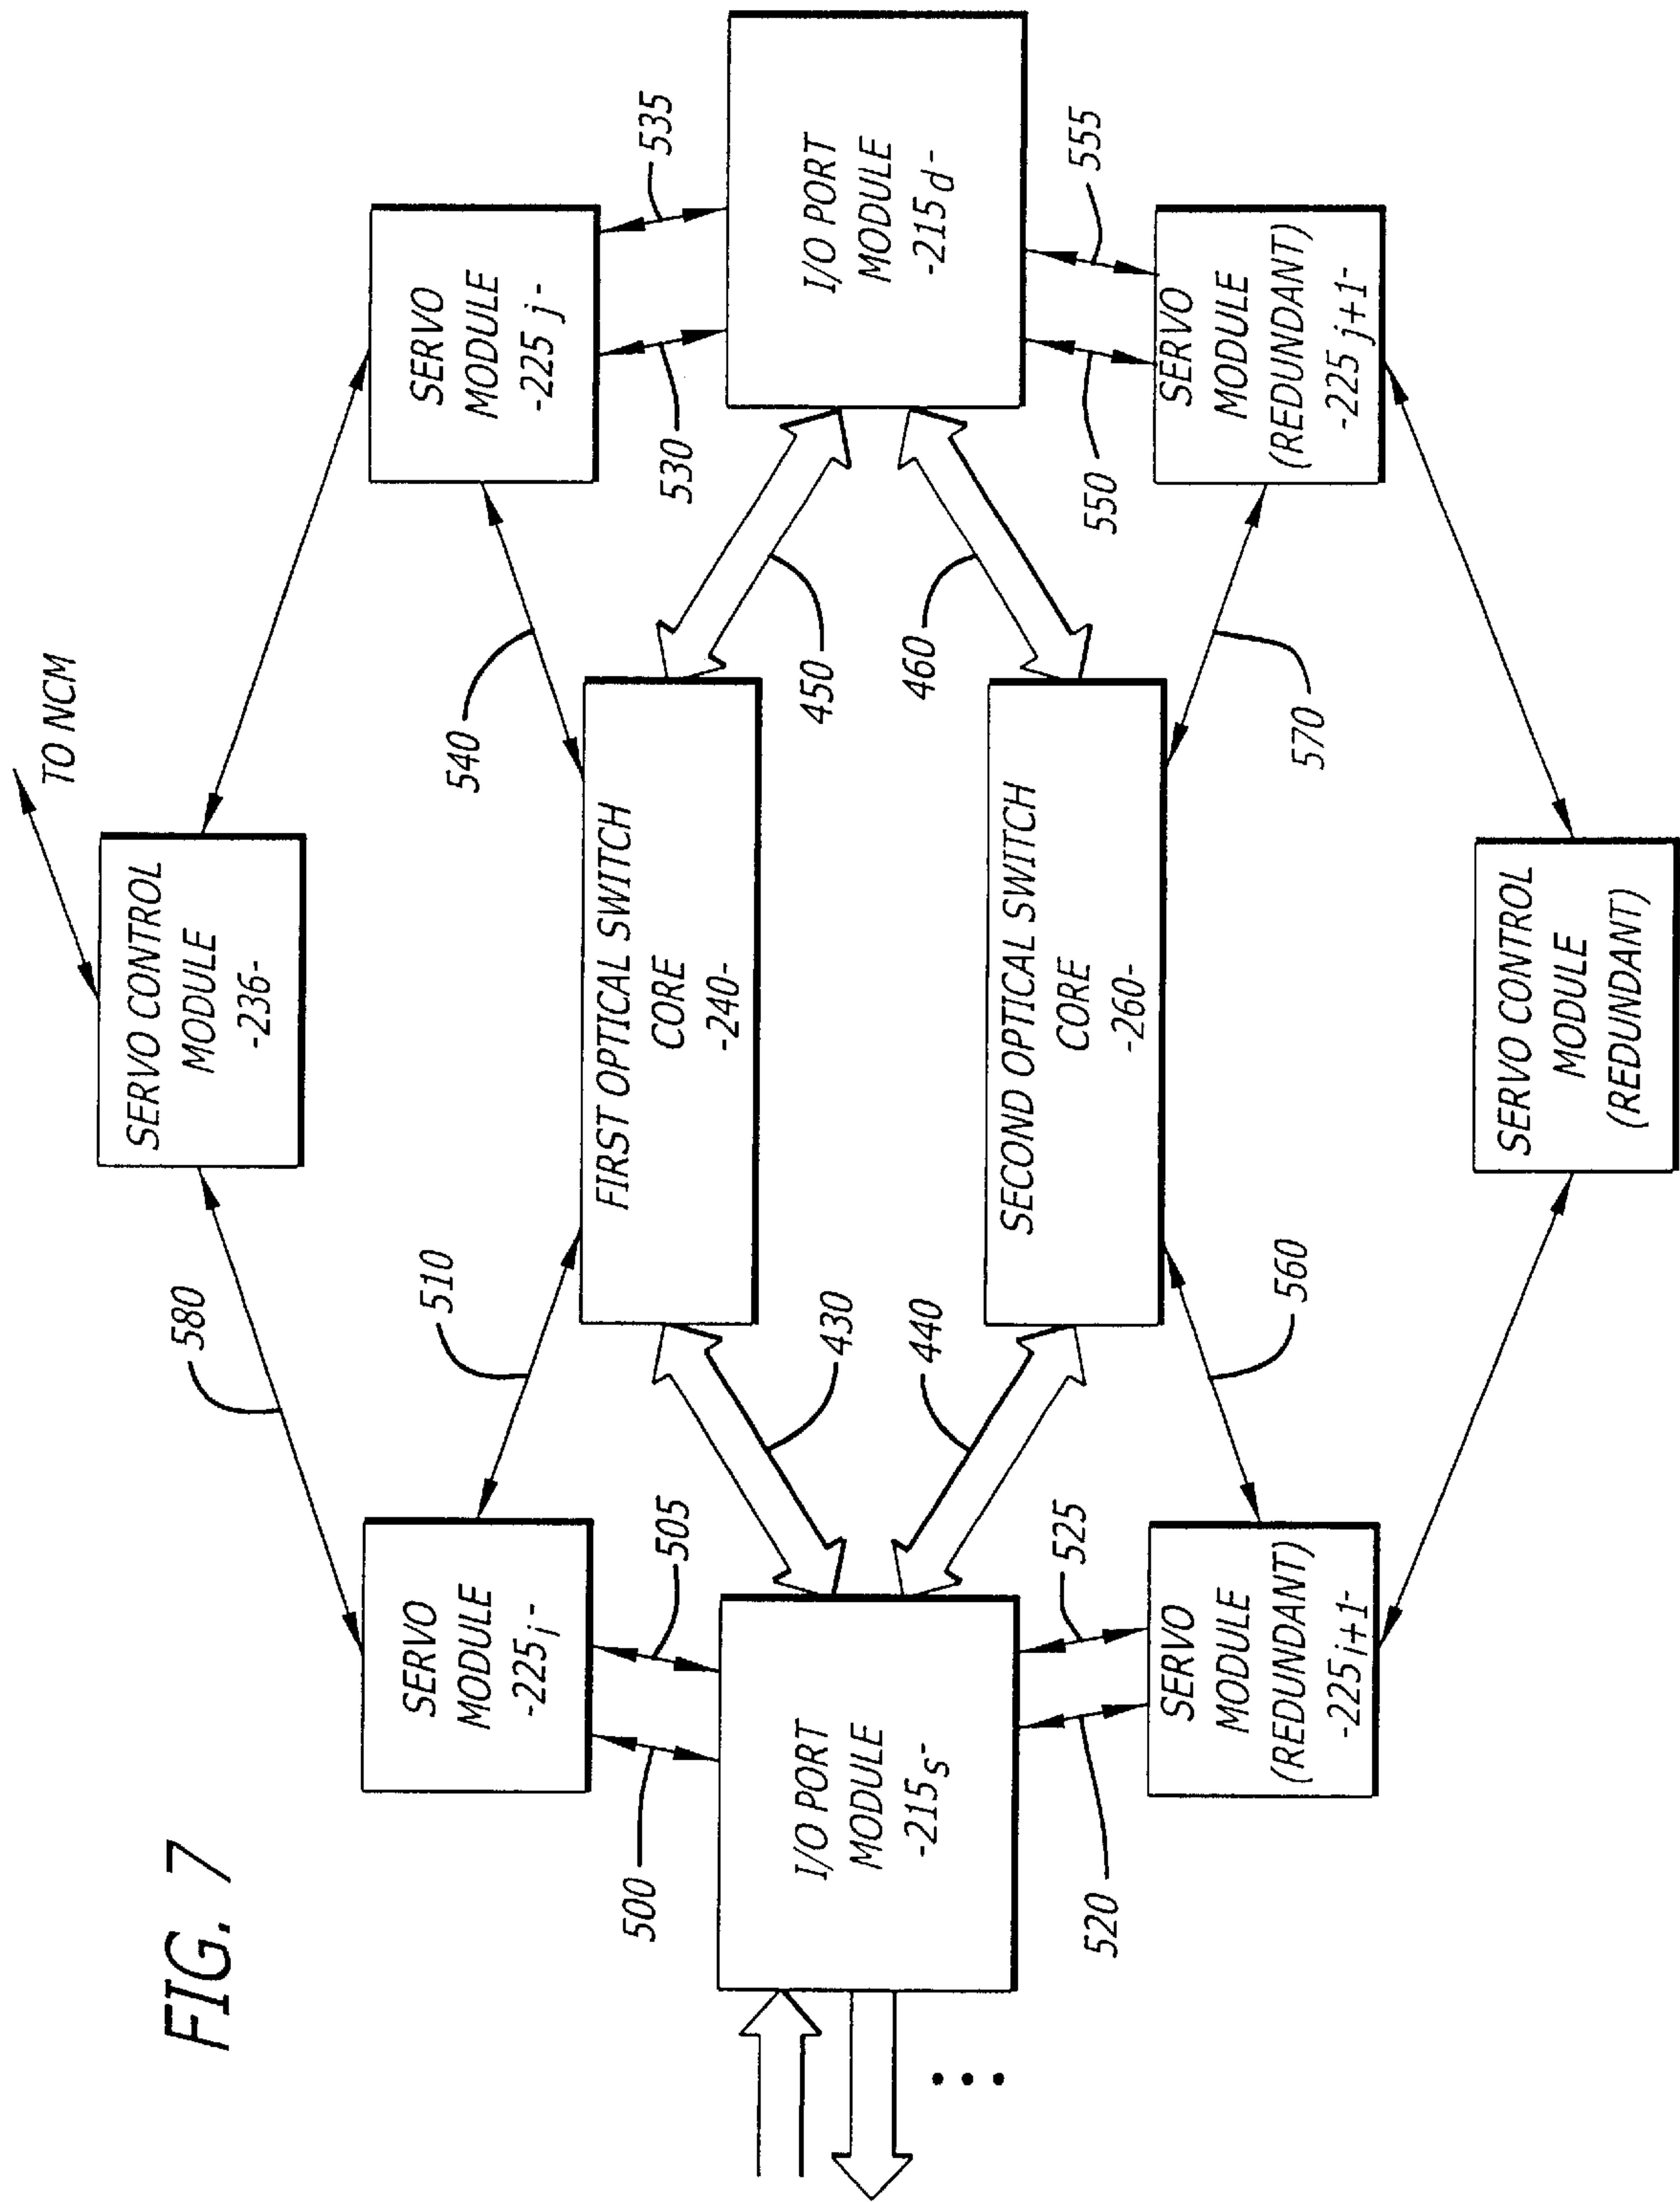 FIG. 7
TO NCM
SERVO CONTROL
MODULE
-236-
580
510
540
SERVO
MODULE
-225i-
SERVO
MODULE
-225j-
500
505
530
535
FIRST OPTICAL SWITCH
CORE
-240-
430
450
I/O PORT
MODULE
-215s-
I/O PORT
MODULE
-215d-
440
460
SECOND OPTICAL SWITCH
CORE
-260-
520
525
550
555
SERVO
MODULE
(REDUNDANT)
-225i+1-
SERVO
MODULE
(REDUNDANT)
-225j+1-
560
570
SERVO CONTROL
MODULE
(REDUNDANT)